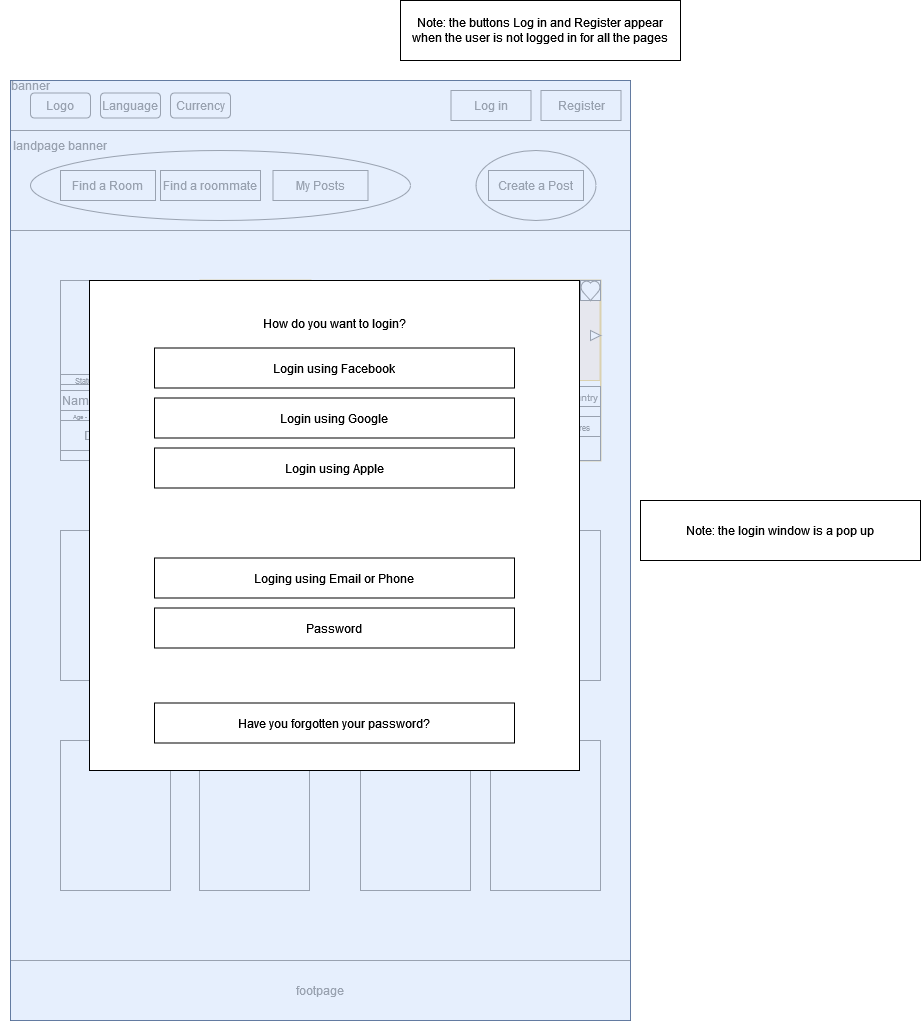 Note: the buttons Log in and Register appear
when the user is not logged in for all the pages
banner
Logo
Language
Currency
Log in
Register
landpage banner
Find a Room
Find a roommate
My Posts
Create a Post
How do you want to login?
Login using Facebook
Stat
Nam
ntry
Age -
Login using Google
res
D
Login using Apple
Note: the login window is a pop up
Loging using Email or Phone
Password
Have you forgotten your password?
footpage